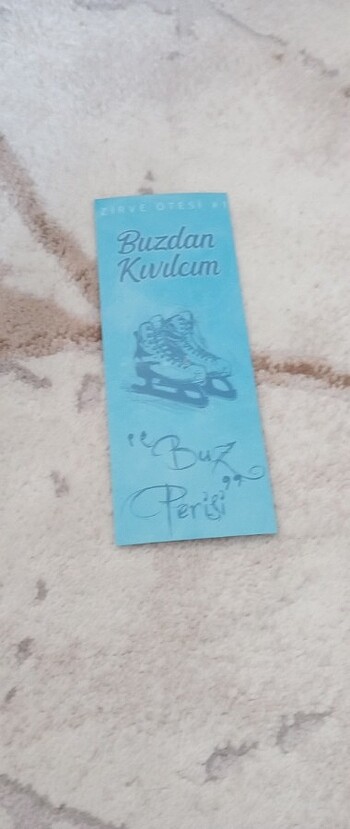 ZİRVE ÖTESİ #1
Buzdan
Kıvılcım
"Buz
Perisi"